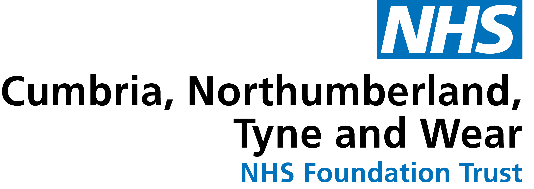 NHS
Cumbria, Northumberland,
Tyne and Wear
NHS Foundation Trust